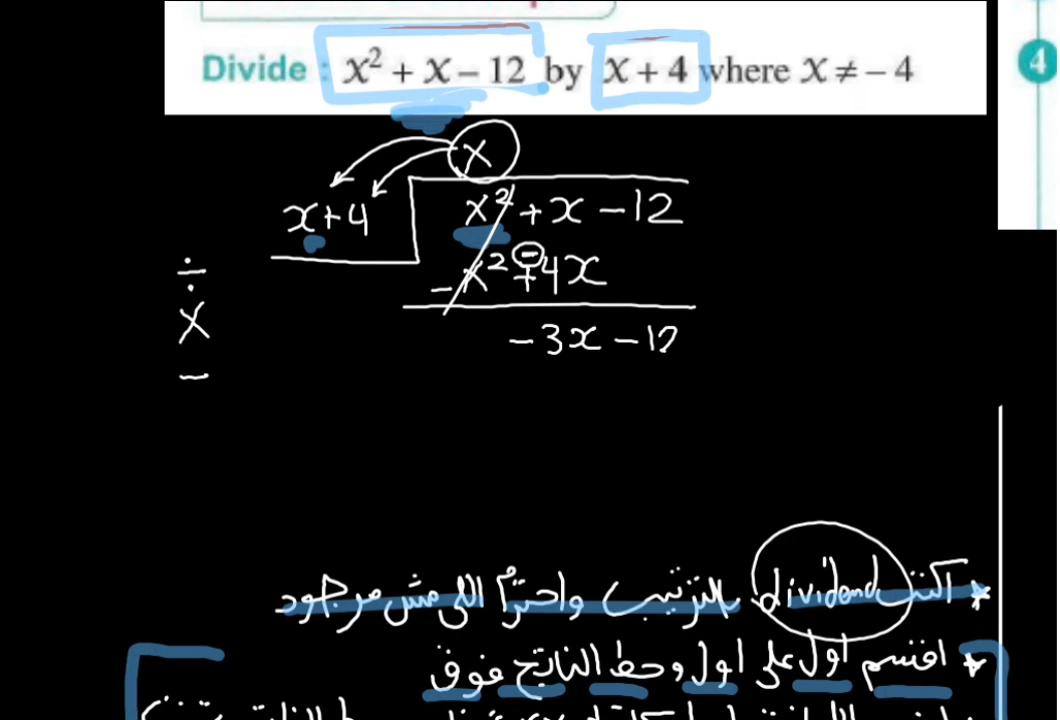 Divide : x² + x – 12 by x + 4 where x ≠ – 4
4
x
x+4
x² + x – 12
– x² + 4x
–
– 3x – 12
÷
×
–
* اكتب dividend بالترتيب واحترم اللي مش موجود
* اقسم اول على اول وحط الناتج فوق